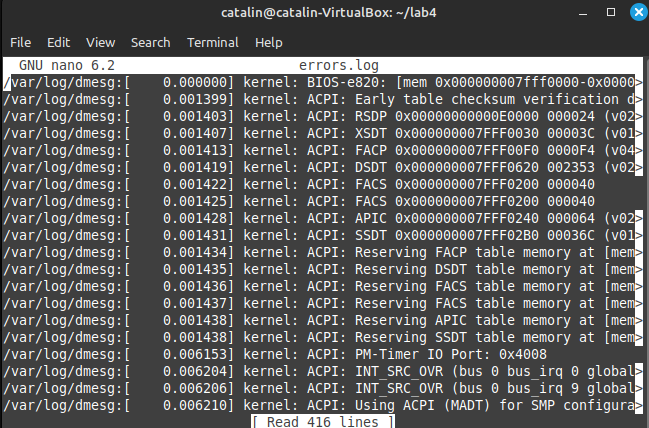 catalin@catalin-VirtualBox: ~/lab4
File Edit View Search Terminal Help
GNU nano 6.2 errors.log
/var/log/dmesg:[ 0.000000] kernel: BIOS-e820: [mem 0x000000007fff0000-0x0000>
/var/log/dmesg:[ 0.001399] kernel: ACPI: Early table checksum verification d>
/var/log/dmesg:[ 0.001403] kernel: ACPI: RSDP 0x00000000000E0000 000024 (v02
/var/log/dmesg:[ 0.001407] kernel: ACPI: XSDT 0x000000007FFF0030 00003C (v01>
/var/log/dmesg:[ 0.001413] kernel: ACPI: FACP 0x000000007FFF00F0 0000F4 (v04>
/var/log/dmesg:[ 0.001419] kernel: ACPI: DSDT 0x000000007FFF0620 002353 (v02>
/var/log/dmesg:[ 0.001422] kernel: ACPI: FACS 0x000000007FFF0200 000040
/var/log/dmesg:[ 0.001425] kernel: ACPI: FACS 0x000000007FFF0200 000040
/var/log/dmesg:[ 0.001428] kernel: ACPI: APIC 0x000000007FFF0240 000064 (v02>
/var/log/dmesg:[ 0.001431] kernel: ACPI: SSDT 0x000000007FFF02B0 00036C (v01>
/var/log/dmesg:[ 0.001434] kernel: ACPI: Reserving FACP table memory at [mem>
/var/log/dmesg:[ 0.001435] kernel: ACPI: Reserving DSDT table memory at [mem>
/var/log/dmesg:[ 0.001436] kernel: ACPI: Reserving FACS table memory at [mem>
/var/log/dmesg:[ 0.001437] kernel: ACPI: Reserving FACS table memory at [mem>
/var/log/dmesg:[ 0.001438] kernel: ACPI: Reserving APIC table memory at [mem>
/var/log/dmesg:[ 0.001438] kernel: ACPI: Reserving SSDT table memory at [mem>
/var/log/dmesg:[ 0.006153] kernel: ACPI: PM-Timer IO Port: 0x4008
/var/log/dmesg:[ 0.006204] kernel: ACPI: INT_SRC_OVR (bus 0 bus_irq 0 global>
/var/log/dmesg:[ 0.006206] kernel: ACPI: INT_SRC_OVR (bus 0 bus_irq 9 global>
/var/log/dmesg:[ 0.006210] kernel: ACPI: Using ACPI (MADT) for SMP configura>
[ Read 416 lines ]